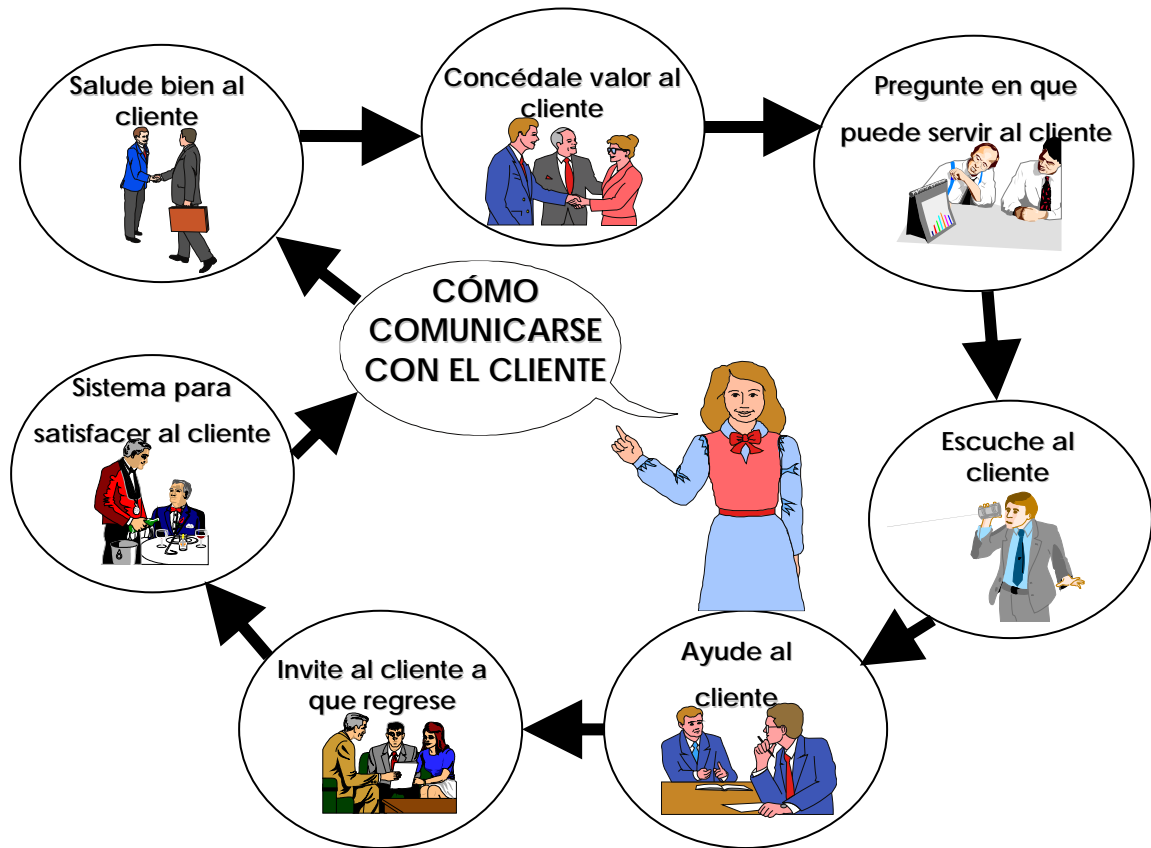 Salude bien al
cliente
Concédale valor al
cliente
Pregunte en que
puede servir al cliente
Escuche al
cliente
Ayude al
cliente
Invite al cliente a
que regrese
Sistema para
satisfacer al cliente
CÓMO
COMUNICARSE
CON EL CLIENTE